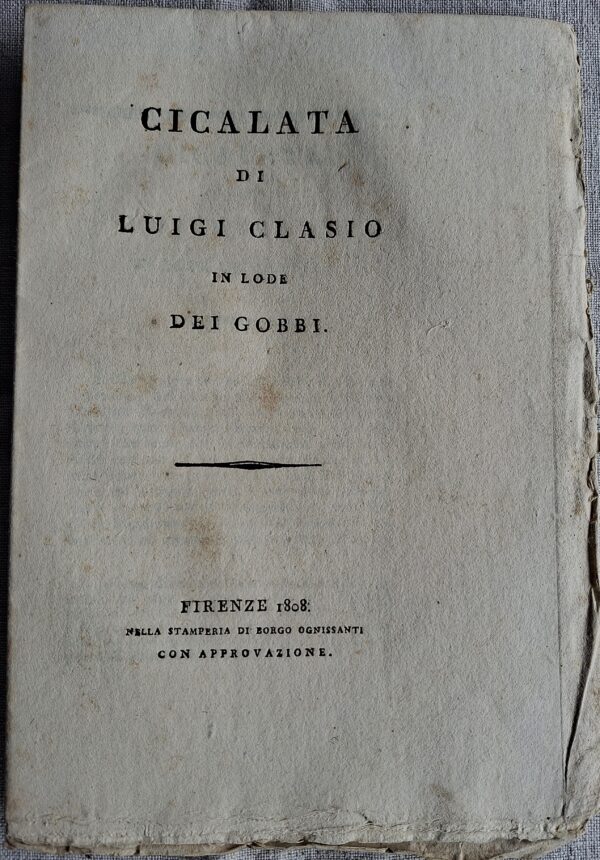 CICALATA
DI
LUIGI CLASIO
IN LODE
DEI GOBBI.
FIRENZE 1808.
NELLA STAMPERIA DI BORGO OGNISSANTI
CON APPROVAZIONE.